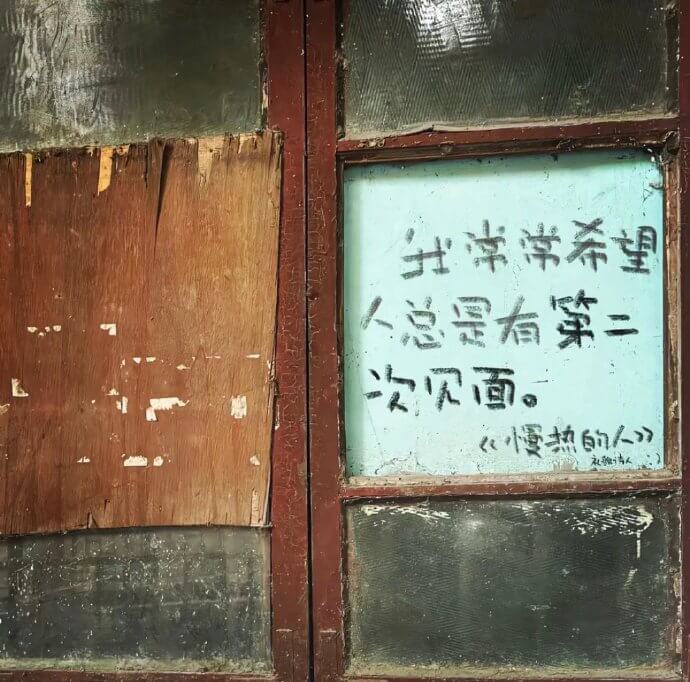 我常常希望
人总是有第二
次见面。
《慢热的人》